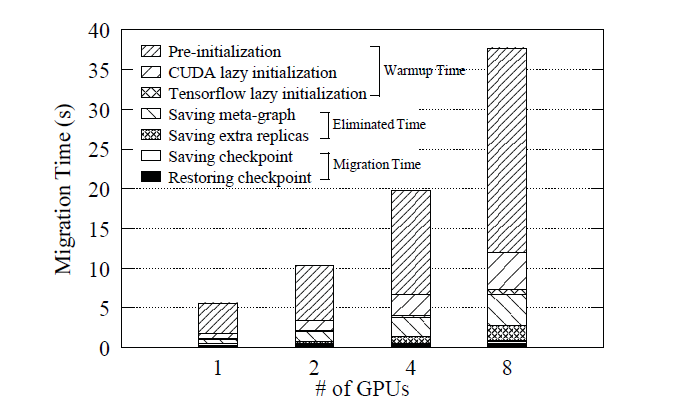 40
35
30
25
20
15
10
5
0
Migration Time (s)
Pre-initialization
CUDA lazy initialization
Tensorflow lazy initialization
Warmup Time
Saving meta-graph
Saving extra replicas
Eliminated Time
Saving checkpoint
Restoring checkpoint
Migration Time
1 2 4 8
# of GPUs